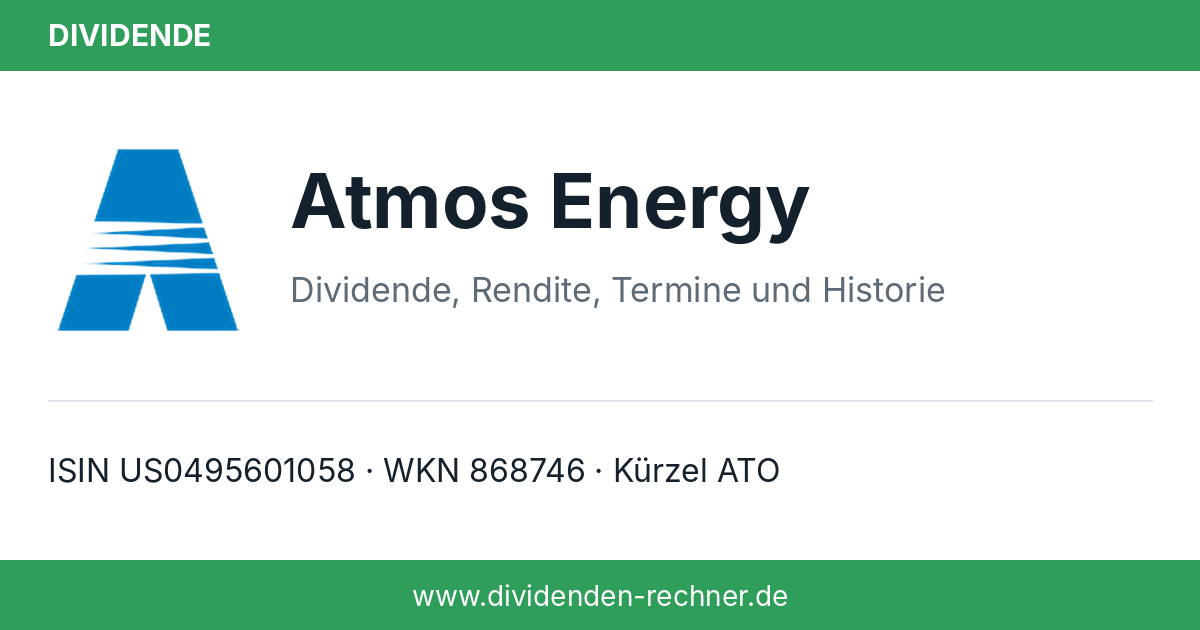 DIVIDENDE
Atmos Energy
Dividende, Rendite, Termine und Historie
ISIN US0495601058 · WKN 868746 · Kürzel ATO
www.dividenden-rechner.de